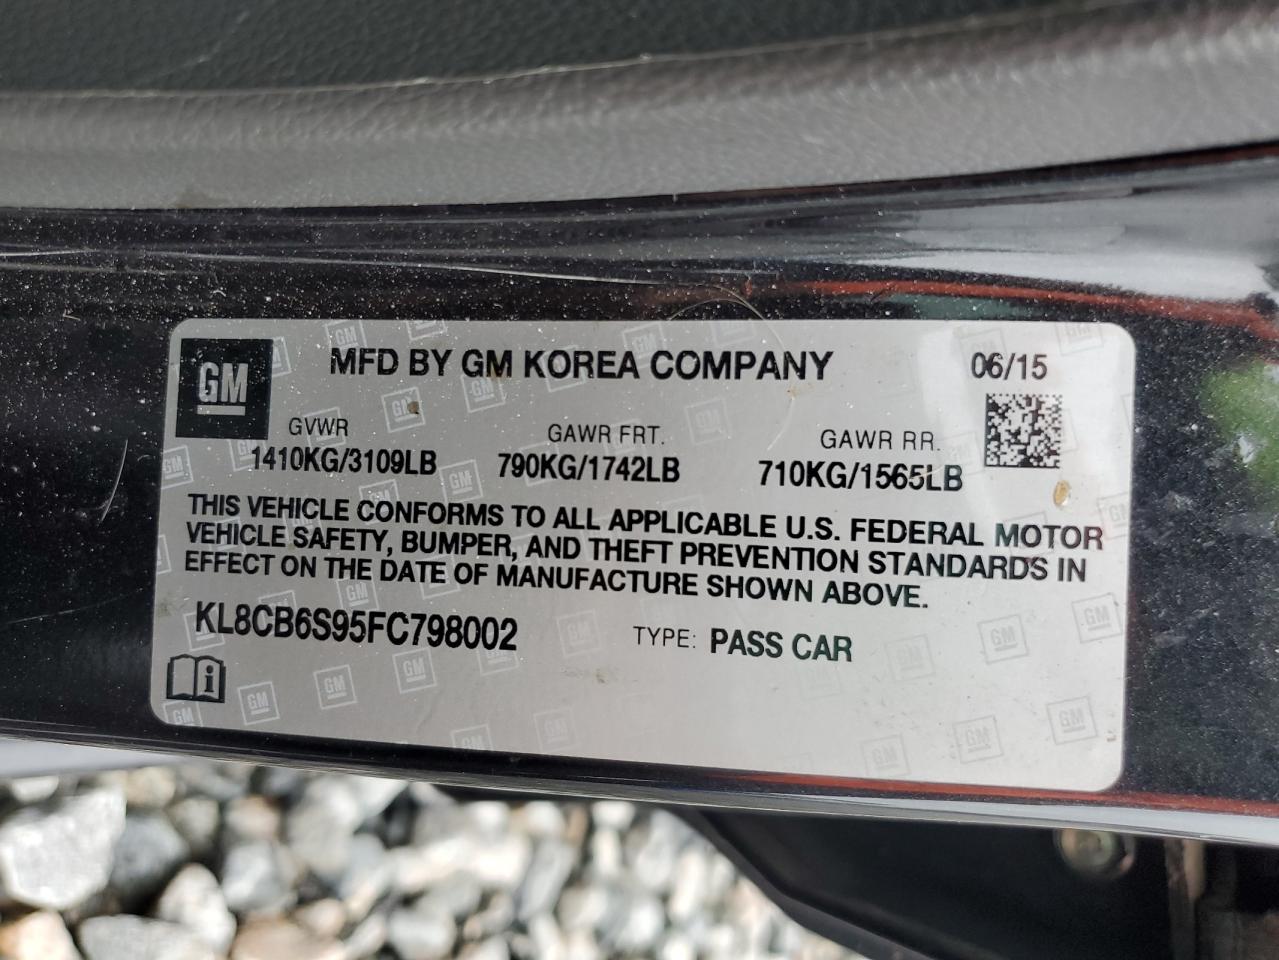 GM
MFD BY GM KOREA COMPANY 06/15
GVWR GAWR FRT. GAWR RR.
1410KG/3109LB 790KG/1742LB 710KG/1565LB
THIS VEHICLE CONFORMS TO ALL APPLICABLE U.S. FEDERAL MOTOR
VEHICLE SAFETY, BUMPER, AND THEFT PREVENTION STANDARDS IN
EFFECT ON THE DATE OF MANUFACTURE SHOWN ABOVE.
KL8CB6S95FC798002 TYPE: PASS CAR